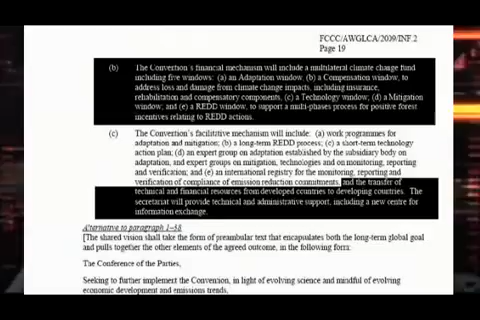 FCCC/AWGLCA/2009/INF.2
Page 19
(b) The Convention's financial mechanism will include a multilateral climate change fund
including five windows: (a) an Adaptation window, (b) a Compensation window, to
address loss and damage from climate change impacts, including insurance,
rehabilitation and compensatory components, (c) a Technology window; (d) a Mitigation
window; and (e) a REDD window, to support a multi-phases process for positive forest
incentives relating to REDD actions.
(c) The Convention's facilitative mechanism will include: (a) work programmes for
adaptation and mitigation; (b) a long-term REDD process; (c) a short-term technology
action plan; (d) an expert group on adaptation established by the subsidiary body on
adaptation, and expert groups on mitigation, technologies and on monitoring, reporting
and verification; and (e) an international registry for the monitoring, reporting and
verification of compliance of emission reduction commitments, and the transfer of
technical and financial resources from developed countries to developing countries. The
secretariat will provide technical and administrative support, including a new centre for
information exchange.
Alternative to paragraph 1–38
[The shared vision shall take the form of preambular text that encapsulates both the long-term global goal
and pulls together the other elements of the agreed outcome, in the following form:
The Conference of the Parties,
Seeking to further implement the Convention, in light of evolving science and mindful of evolving
economic development and emissions trends,